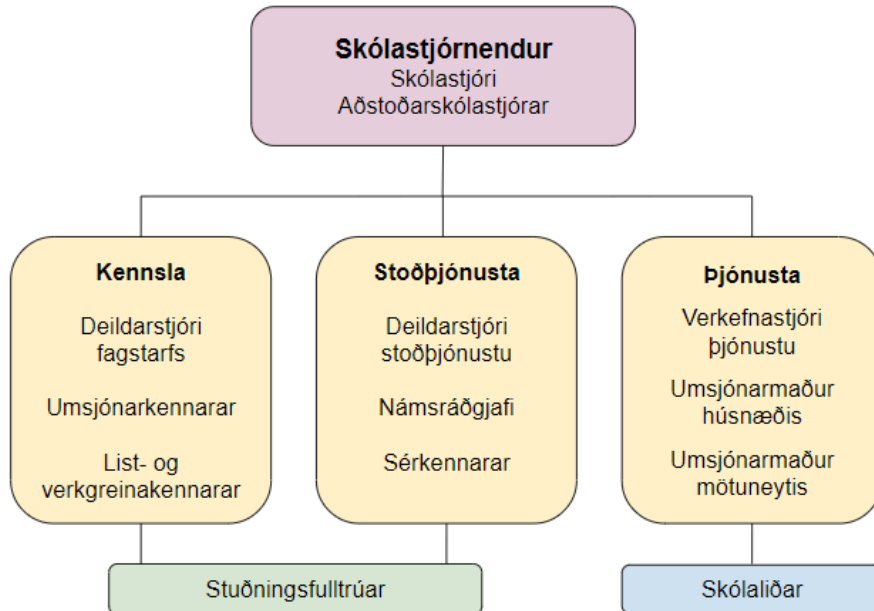 Skólastjórnendur
Skólastjóri
Aðstoðarskólastjórar
Kennsla
Deildarstjóri
fagstarfs
Umsjónarkennarar
List- og
verkgreinakennarar
Stoðþjónusta
Deildarstjóri
stoðþjónustu
Námsráðgjafi
Sérkennarar
Þjónusta
Verkefnastjóri
þjónustu
Umsjónarmaður
húsnæðis
Umsjónarmaður
mötuneytis
Stuðningsfulltrúar
Skólaliðar